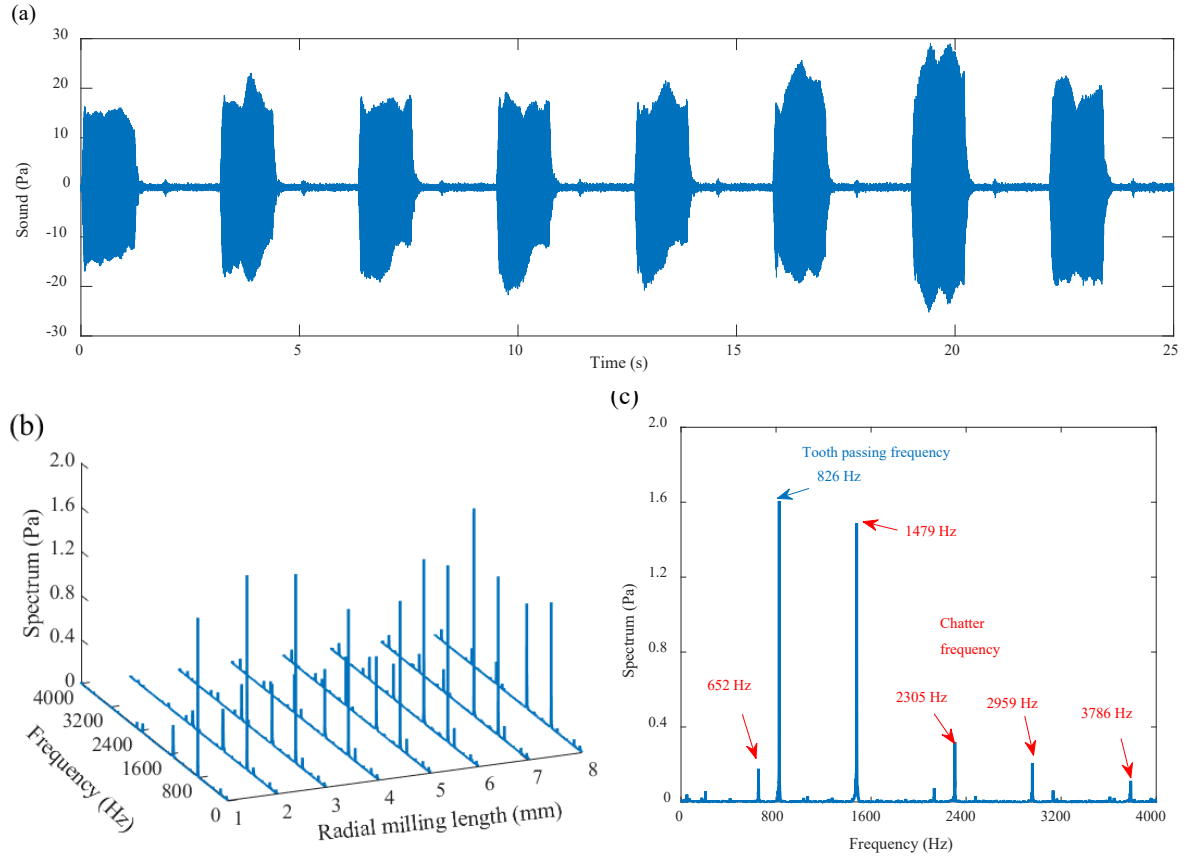 (a)
30
20
10
0
-10
-20
-30
Sound (Pa)
0
5
10
15
20
25
Time (s)
(b)
2.0
1.6
1.2
0.8
0.4
0
Spectrum (Pa)
4000
3200
2400
1600
800
0
Frequency (Hz)
1
2
3
4
5
6
7
8
Radial milling length (mm)
(c)
2.0
1.6
1.2
0.8
0.4
0
Spectrum (Pa)
Tooth passing frequency
826 Hz
1479 Hz
Chatter
frequency
652 Hz
2305 Hz
2959 Hz
3786 Hz
0
800
1600
2400
3200
4000
Frequency (Hz)